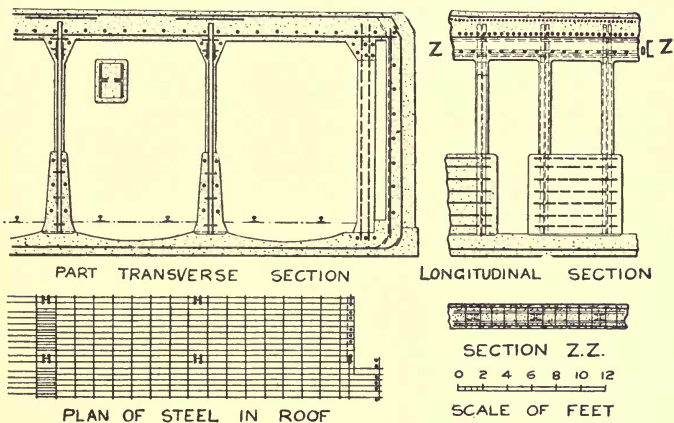 Z
Z
PART TRANSVERSE SECTION
LONGITUDINAL SECTION
H H
H H
SECTION Z.Z.
0 2 4 6 8 10 12
PLAN OF STEEL IN ROOF
SCALE OF FEET